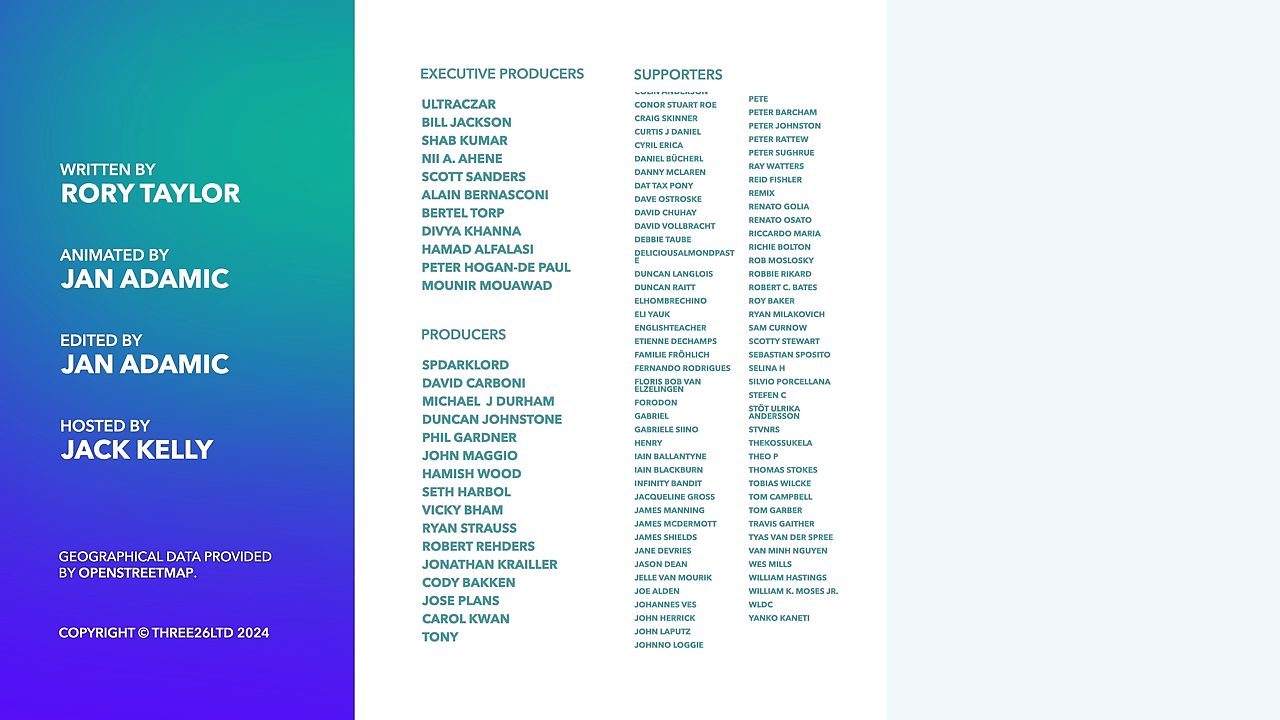 WRITTEN BY
RORY TAYLOR
ANIMATED BY
JAN ADAMIC
EDITED BY
JAN ADAMIC
HOSTED BY
JACK KELLY
GEOGRAPHICAL DATA PROVIDED
BY OPENSTREETMAP.
COPYRIGHT © THREE26LTD 2024
EXECUTIVE PRODUCERS
ULTRACZAR
BILL JACKSON
SHAB KUMAR
NII A. AHENE
SCOTT SANDERS
ALAIN BERNASCONI
BERTEL TORP
DIVYA KHANNA
HAMAD ALFALASI
PETER HOGAN-DE PAUL
MOUNIR MOUAWAD
PRODUCERS
SPDARKLORD
DAVID CARBONI
MICHAEL  J DURHAM
DUNCAN JOHNSTONE
PHIL GARDNER
JOHN MAGGIO
HAMISH WOOD
SETH HARBOL
VICKY BHAM
RYAN STRAUSS
ROBERT REHDERS
JONATHAN KRAILLER
CODY BAKKEN
JOSE PLANS
CAROL KWAN
TONY
SUPPORTERS
CONOR STUART ROE
CRAIG SKINNER
CURTIS J DANIEL
CYRIL ERICA
DANIEL BÜCHERL
DANNY MCLAREN
DAT TAX PONY
DAVE OSTROSKE
DAVID CHUHAY
DAVID VOLLBRACHT
DEBBIE TAUBE
DELICIOUSALMONDPAST
E
DUNCAN LANGLOIS
DUNCAN RAITT
ELHOMBRECHINO
ELI YAUK
ENGLISHTEACHER
ETIENNE DECHAMPS
FAMILIE FRÖHLICH
FERNANDO RODRIGUES
FLORIS BOB VAN
ELZELINGEN
FORODON
GABRIEL
GABRIELE SIINO
HENRY
IAIN BALLANTYNE
IAIN BLACKBURN
INFINITY BANDIT
JACQUELINE GROSS
JAMES MANNING
JAMES MCDERMOTT
JAMES SHIELDS
JANE DEVRIES
JASON DEAN
JELLE VAN MOURIK
JOE ALDEN
JOHANNES VES
JOHN HERRICK
JOHN LAPUTZ
JOHNNO LOGGIE
PETE
PETER BARCHAM
PETER JOHNSTON
PETER RATTEW
PETER SUGHRUE
RAY WATTERS
REID FISHLER
REMIX
RENATO GOLIA
RENATO OSATO
RICCARDO MARIA
RICHIE BOLTON
ROB MOSLOSKY
ROBBIE RIKARD
ROBERT C. BATES
ROY BAKER
RYAN MILAKOVICH
SAM CURNOW
SCOTTY STEWART
SEBASTIAN SPOSITO
SELINA H
SILVIO PORCELLANA
STEFEN C
STÖT ULRIKA
ANDERSSON
STVNRS
THEKOSSUKELA
THEO P
THOMAS STOKES
TOBIAS WILCKE
TOM CAMPBELL
TOM GARBER
TRAVIS GAITHER
TYAS VAN DER SPREE
VAN MINH NGUYEN
WES MILLS
WILLIAM HASTINGS
WILLIAM K. MOSES JR.
WLDC
YANKO KANETI